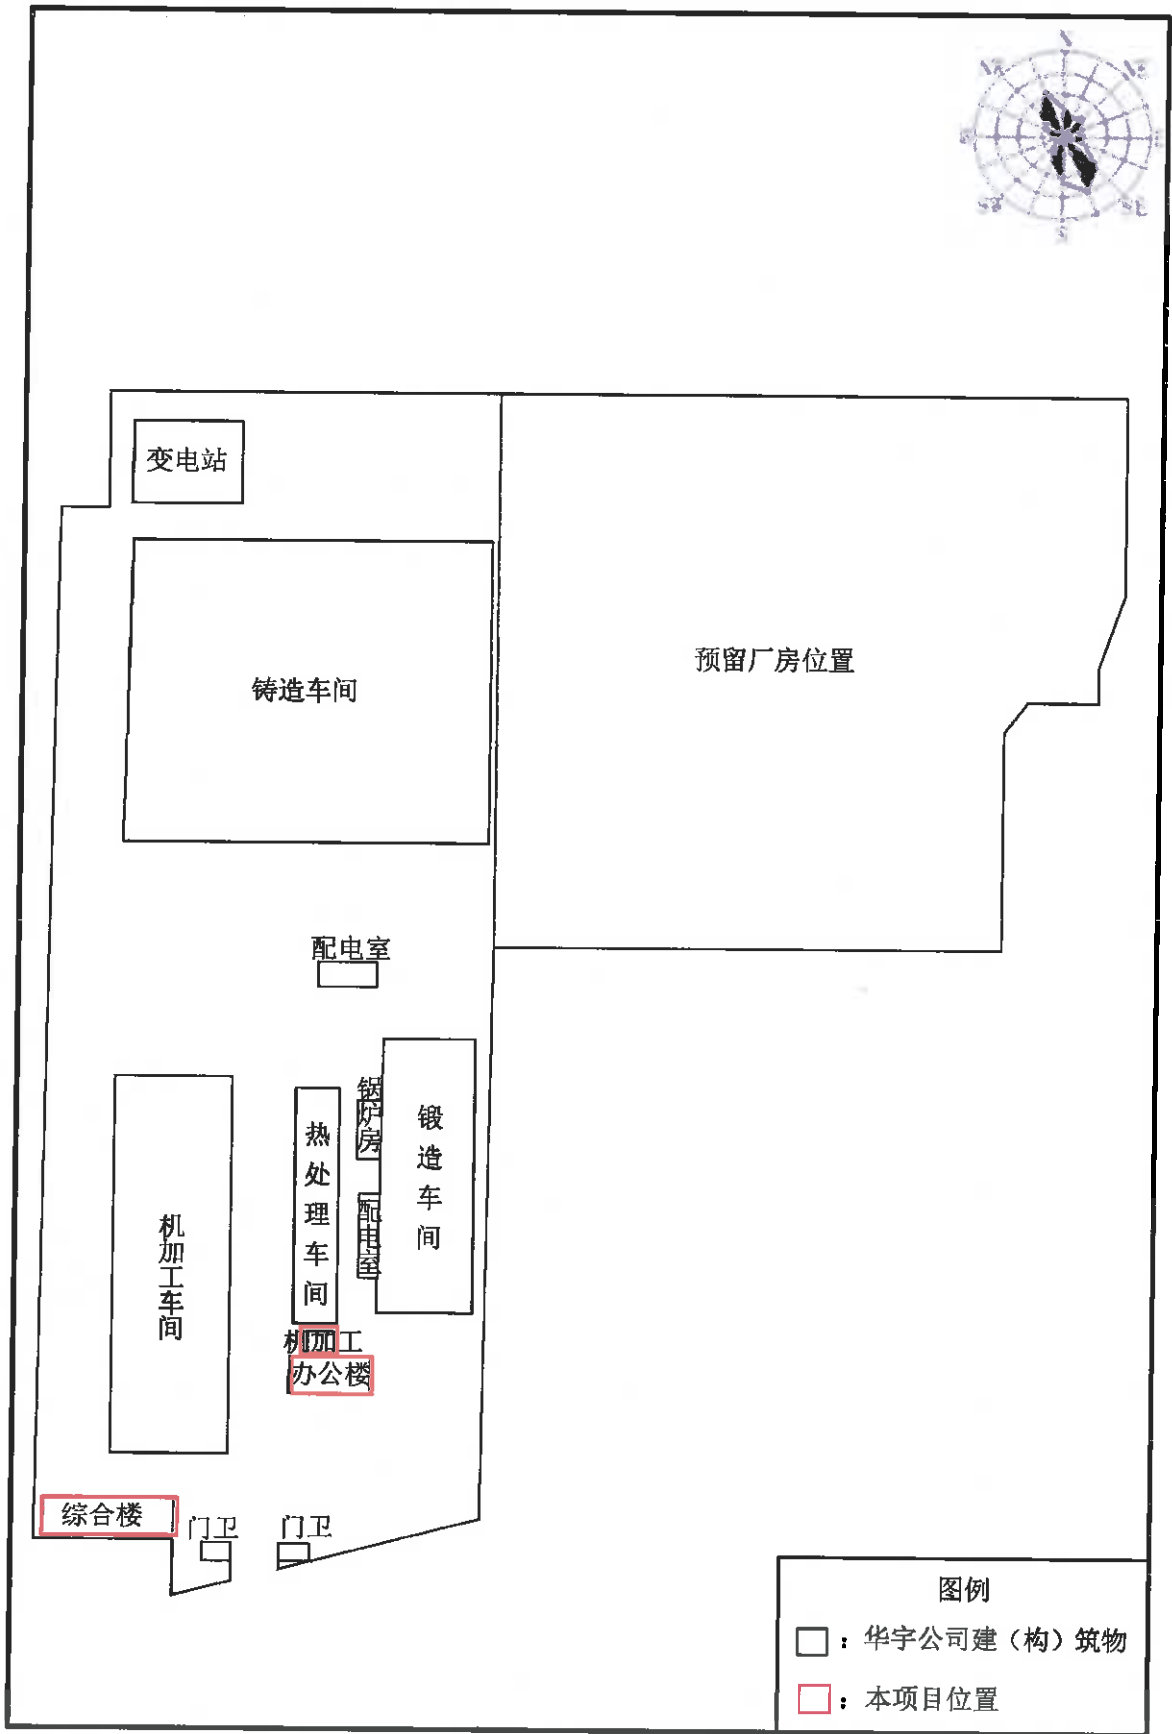 N
变电站
铸造车间
预留厂房位置
配电室
锅炉房
锻造车间
热处理车间
配电室
机加工车间
机加工
办公楼
综合楼
门卫
门卫
图例
：华宇公司建（构）筑物
：本项目位置